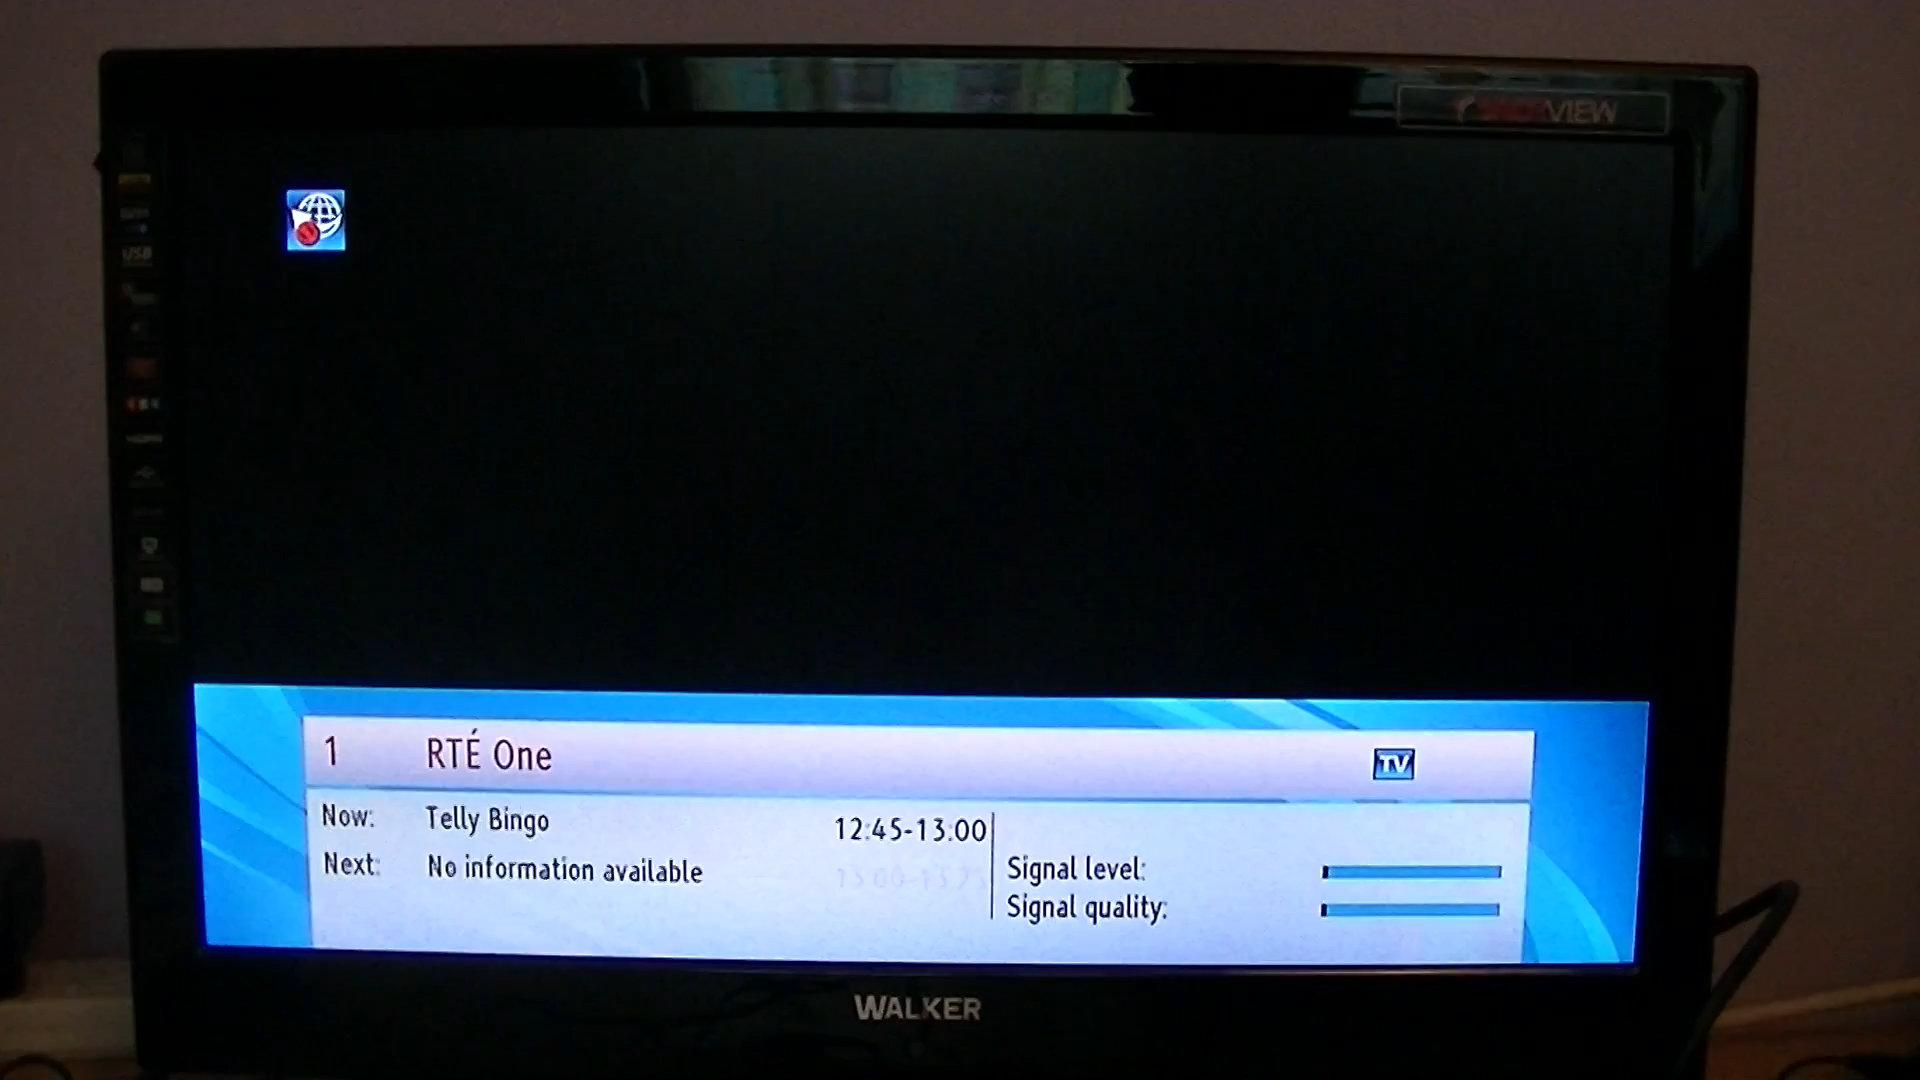 VIEW
USB
1 RTÉ One TV
Now: Telly Bingo 12:45-13:00
Next: No information available
Signal level:
Signal quality:
WALKER